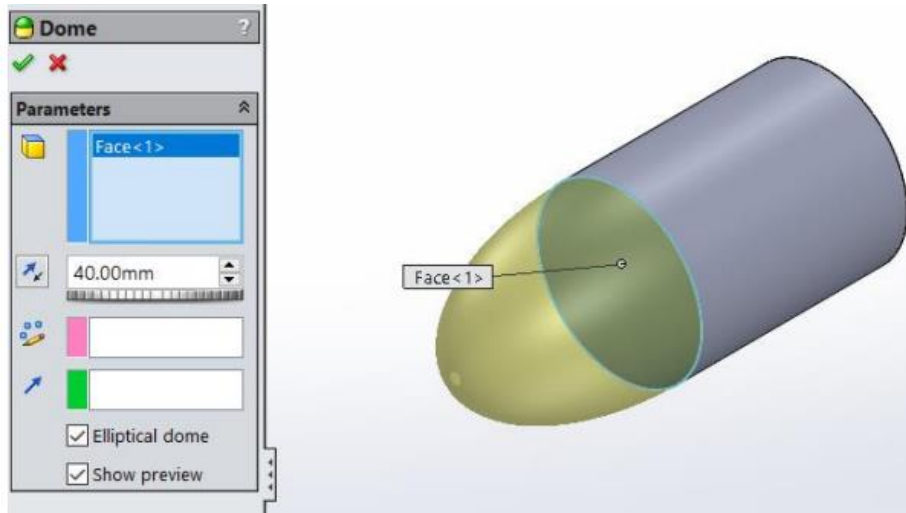 Dome ?
Parameters
Face<1>
40.00mm
Face<1>
Elliptical dome
Show preview